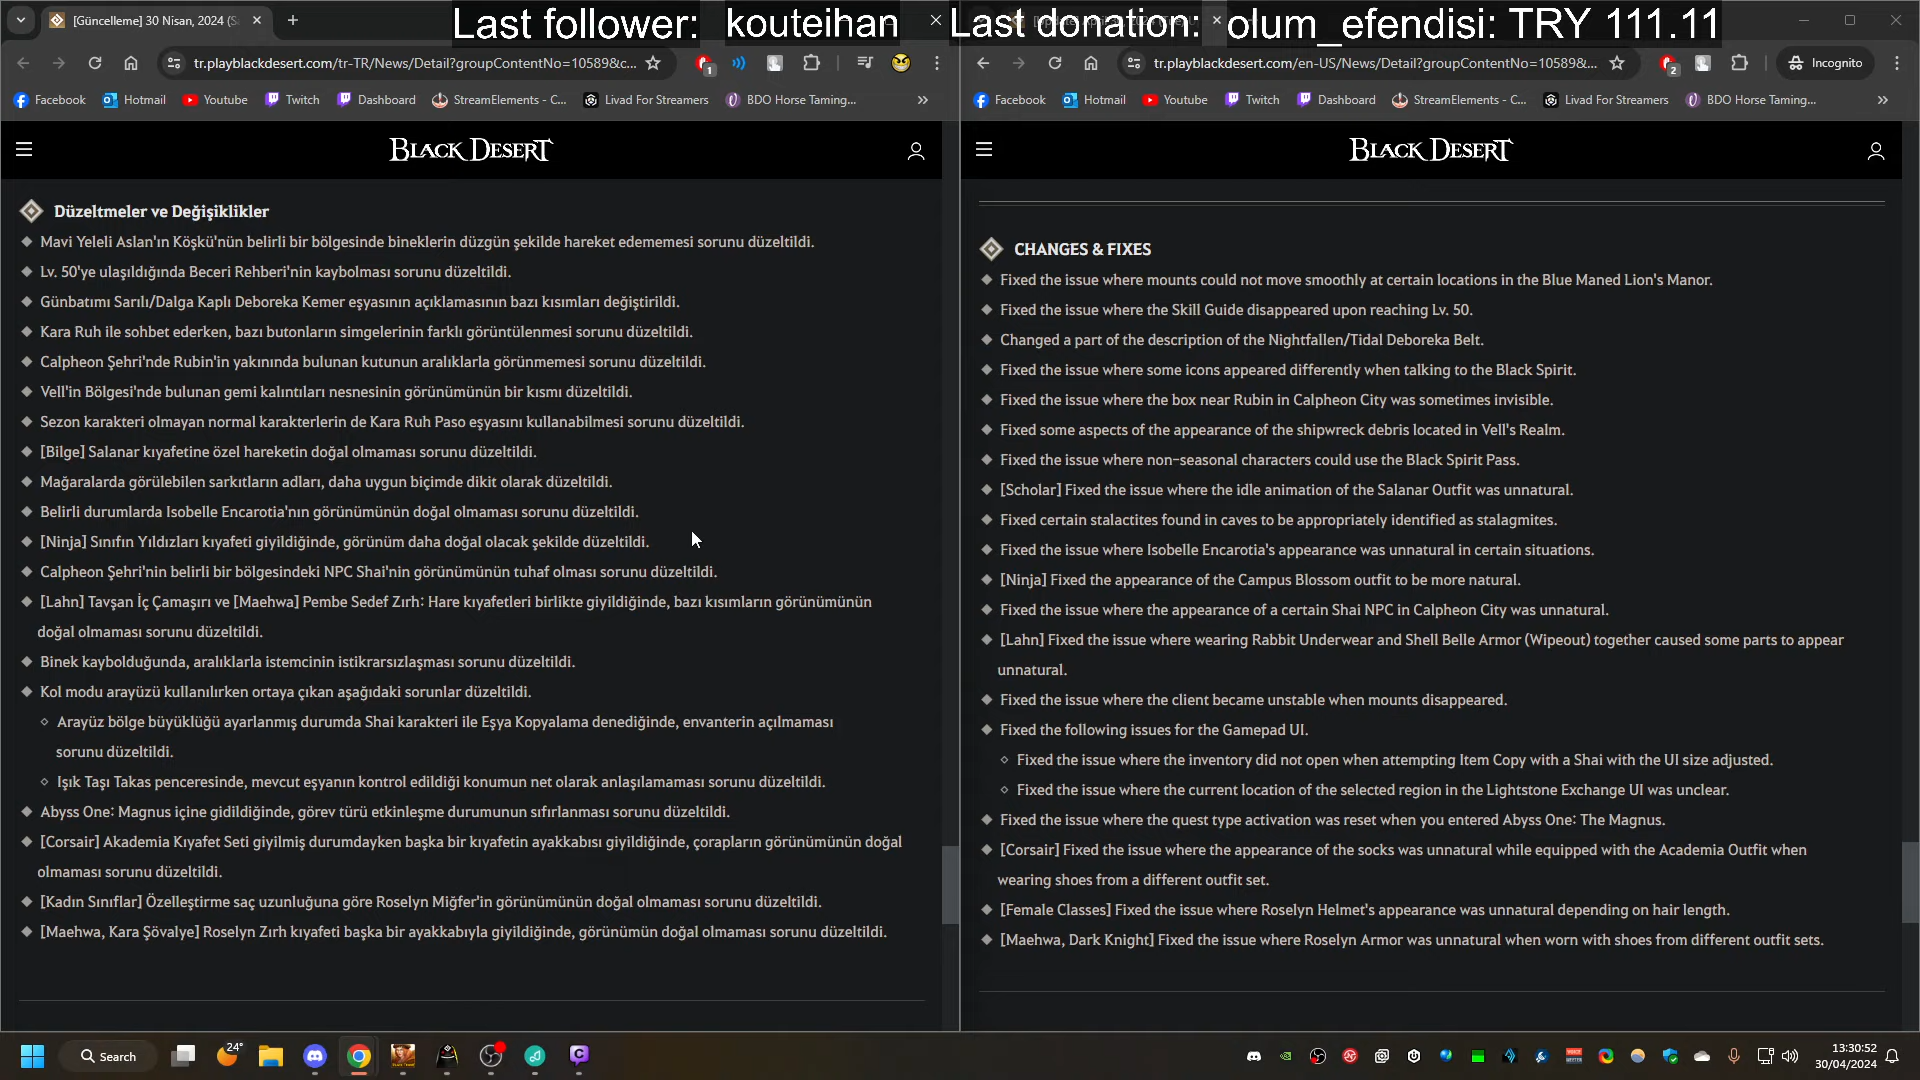 Last follower: kouteihan Last donation: olum_efendisi: TRY 111.11
[Güncelleme] 30 Nisan, 2024 (S
tr.playblackdesert.com/tr-TR/News/Detail?groupContentNo=10589&c...
1
Facebook Hotmail Youtube Twitch Dashboard StreamElements - C... Livad For Streamers BDO Horse Taming...
BLACK DESERT
Düzeltmeler ve Değişiklikler
Mavi Yeleli Aslan'ın Köşkü'nün belirli bir bölgesinde bineklerin düzgün şekilde hareket edememesi sorunu düzeltildi.
Lv. 50'ye ulaşıldığında Beceri Rehberi'nin kaybolması sorunu düzeltildi.
Günbatımı Sarılı/Dalga Kaplı Deboreka Kemer eşyasının açıklamasının bazı kısımları değiştirildi.
Kara Ruh ile sohbet ederken, bazı butonların simgelerinin farklı görüntülenmesi sorunu düzeltildi.
Calpheon Şehri'nde Rubin'in yakınında bulunan kutunun aralıklarla görünmemesi sorunu düzeltildi.
Vell'in Bölgesi'nde bulunan gemi kalıntıları nesnesinin görünümünün bir kısmı düzeltildi.
Sezon karakteri olmayan normal karakterlerin de Kara Ruh Paso eşyasını kullanabilmesi sorunu düzeltildi.
[Bilge] Salanar kıyafetine özel hareketin doğal olmaması sorunu düzeltildi.
Mağaralarda görülebilen sarkıtların adları, daha uygun biçimde dikit olarak düzeltildi.
Belirli durumlarda Isobelle Encarotia'nın görünümünün doğal olmaması sorunu düzeltildi.
[Ninja] Sınıfın Yıldızları kıyafeti giyildiğinde, görünüm daha doğal olacak şekilde düzeltildi.
Calpheon Şehri'nin belirli bir bölgesindeki NPC Shai'nin görünümünün tuhaf olması sorunu düzeltildi.
[Lahn] Tavşan İç Çamaşırı ve [Maehwa] Pembe Sedef Zırh: Hare kıyafetleri birlikte giyildiğinde, bazı kısımların görünümünün
doğal olmaması sorunu düzeltildi.
Binek kaybolduğunda, aralıklarla istemcinin istikrarsızlaşması sorunu düzeltildi.
Kol modu arayüzü kullanılırken ortaya çıkan aşağıdaki sorunlar düzeltildi.
Arayüz bölge büyüklüğü ayarlanmış durumda Shai karakteri ile Eşya Kopyalama denediğinde, envanterin açılmaması
sorunu düzeltildi.
Işık Taşı Takas penceresinde, mevcut eşyanın kontrol edildiği konumun net olarak anlaşılamaması sorunu düzeltildi.
Abyss One: Magnus içine gidildiğinde, görev türü etkinleşme durumunun sıfırlanması sorunu düzeltildi.
[Corsair] Akademia Kıyafet Seti giyilmiş durumdayken başka bir kıyafetin ayakkabısı giyildiğinde, çorapların görünümünün doğal
olmaması sorunu düzeltildi.
[Kadın Sınıflar] Özelleştirme saç uzunluğuna göre Roselyn Miğfer'in görünümünün doğal olmaması sorunu düzeltildi.
[Maehwa, Kara Şövalye] Roselyn Zırh kıyafeti başka bir ayakkabıyla giyildiğinde, görünümün doğal olmaması sorunu düzeltildi.
tr.playblackdesert.com/en-US/News/Detail?groupContentNo=10589&...
2
Incognito
Facebook Hotmail Youtube Twitch Dashboard StreamElements - C... Livad For Streamers BDO Horse Taming...
BLACK DESERT
CHANGES & FIXES
Fixed the issue where mounts could not move smoothly at certain locations in the Blue Maned Lion's Manor.
Fixed the issue where the Skill Guide disappeared upon reaching Lv. 50.
Changed a part of the description of the Nightfallen/Tidal Deboreka Belt.
Fixed the issue where some icons appeared differently when talking to the Black Spirit.
Fixed the issue where the box near Rubin in Calpheon City was sometimes invisible.
Fixed some aspects of the appearance of the shipwreck debris located in Vell's Realm.
Fixed the issue where non-seasonal characters could use the Black Spirit Pass.
[Scholar] Fixed the issue where the idle animation of the Salanar Outfit was unnatural.
Fixed certain stalactites found in caves to be appropriately identified as stalagmites.
Fixed the issue where Isobelle Encarotia's appearance was unnatural in certain situations.
[Ninja] Fixed the appearance of the Campus Blossom outfit to be more natural.
Fixed the issue where the appearance of a certain Shai NPC in Calpheon City was unnatural.
[Lahn] Fixed the issue where wearing Rabbit Underwear and Shell Belle Armor (Wipeout) together caused some parts to appear
unnatural.
Fixed the issue where the client became unstable when mounts disappeared.
Fixed the following issues for the Gamepad UI.
Fixed the issue where the inventory did not open when attempting Item Copy with a Shai with the UI size adjusted.
Fixed the issue where the current location of the selected region in the Lightstone Exchange UI was unclear.
Fixed the issue where the quest type activation was reset when you entered Abyss One: The Magnus.
[Corsair] Fixed the issue where the appearance of the socks was unnatural while equipped with the Academia Outfit when
wearing shoes from a different outfit set.
[Female Classes] Fixed the issue where Roselyn Helmet's appearance was unnatural depending on hair length.
[Maehwa, Dark Knight] Fixed the issue where Roselyn Armor was unnatural when worn with shoes from different outfit sets.
Search
24°
13:30:52
30/04/2024